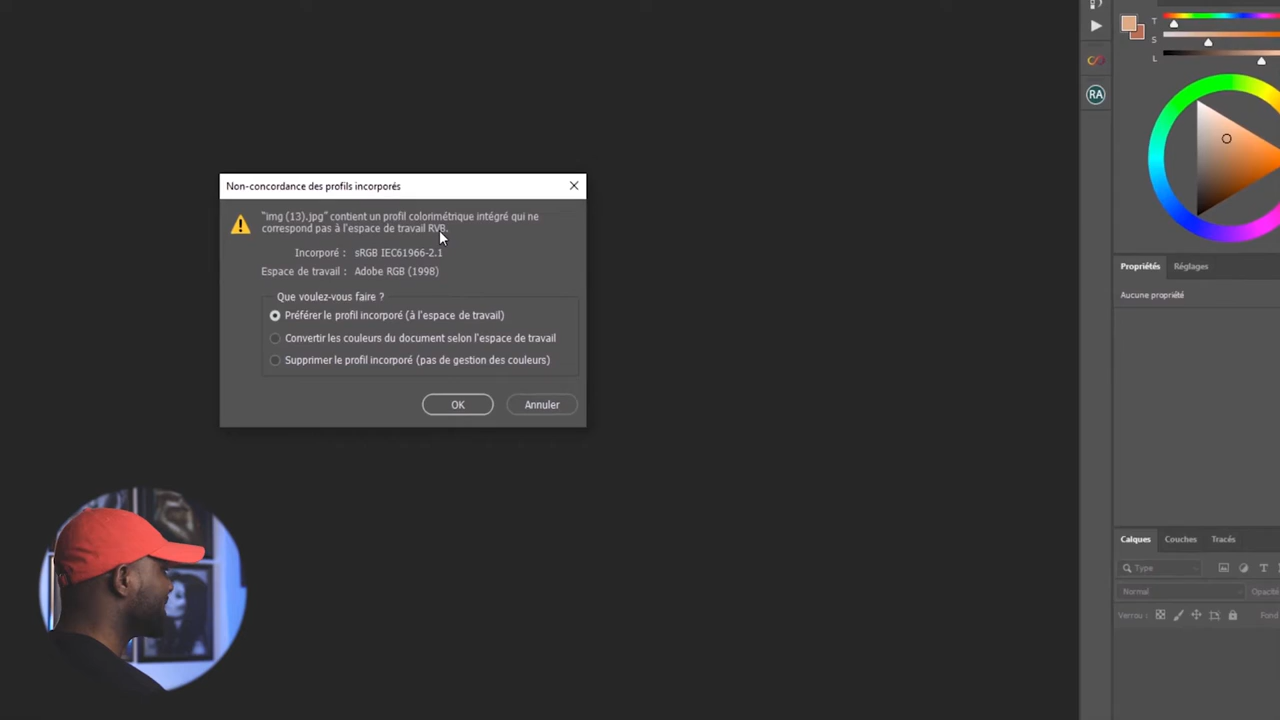 T
S
L
RA
Non-concordance des profils incorporés
"img (13).jpg" contient un profil colorimétrique intégré qui ne
correspond pas à l'espace de travail RVB.
Incorporé : sRGB IEC61966-2.1
Espace de travail : Adobe RGB (1998)
Que voulez-vous faire ?
Préférer le profil incorporé (à l'espace de travail)
Convertir les couleurs du document selon l'espace de travail
Supprimer le profil incorporé (pas de gestion des couleurs)
OK
Annuler
Propriétés Réglages
Aucune propriété
Calques Couches Tracés
Type T
Normal Opacité
Verrou : Fond